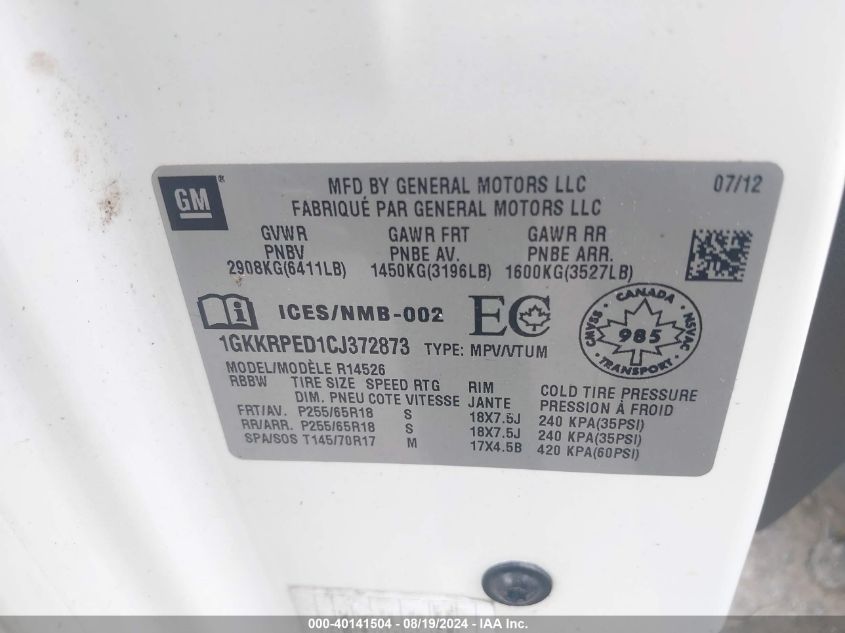 GM
MFD BY GENERAL MOTORS LLC 07/12
FABRIQUÉ PAR GENERAL MOTORS LLC
GVWR GAWR FRT GAWR RR
PNBV PNBE AV. PNBE ARR.
2908KG(6411LB) 1450KG(3196LB) 1600KG(3527LB)
ICES/NMB-002 EC
CANADA
CMVSS 985 NSVAC
TRANSPORT
1GKKRPED1CJ372873 TYPE: MPV/VTUM
MODEL/MODÈLE R14526
RBBW TIRE SIZE SPEED RTG RIM COLD TIRE PRESSURE
DIM. PNEU COTE VITESSE JANTE PRESSION À FROID
FRT/AV. P255/65R18 S 18X7.5J 240 KPA(35PSI)
RR/ARR. P255/65R18 S 18X7.5J 240 KPA(35PSI)
SPA/SOS T145/70R17 M 17X4.5B 420 KPA(60PSI)
000-40141504 - 08/19/2024 - IAA Inc.